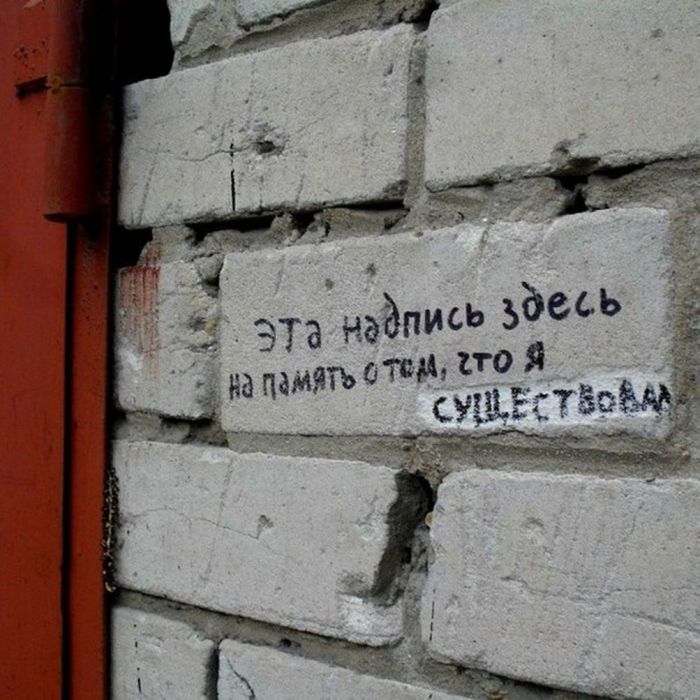 эта надпись здесь
на память о том, что я
существовал